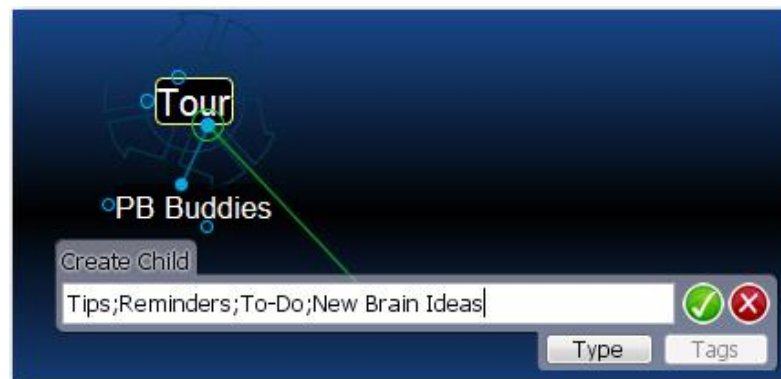 Tour
PB Buddies
Create Child
Tips;Reminders;To-Do;New Brain Ideas
Type Tags